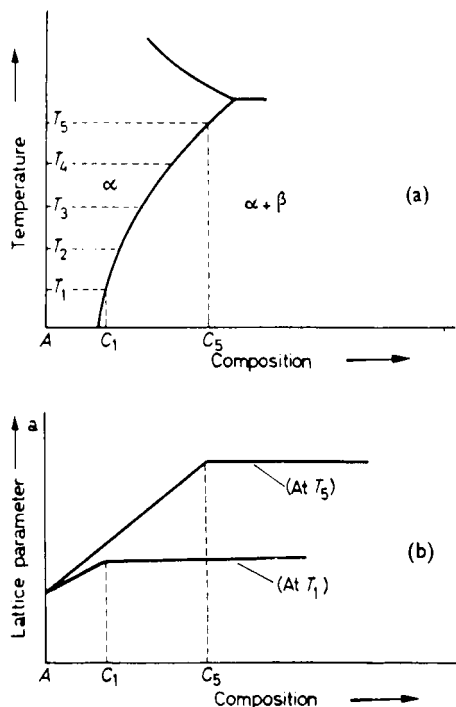 Temperature
T5
T4
T3
T2
T1
α
α + β
(a)
A
C1
C5
Composition
Lattice parameter
a
(At T5)
(At T1)
(b)
A
C1
C5
Composition